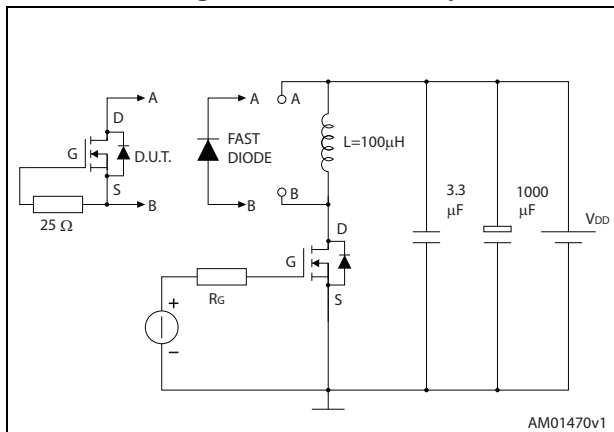 A
D
G
D.U.T.
S
B
25 Ω
A
FAST
DIODE
B
A
L=100μH
B
3.3
μF
1000
μF
VDD
D
G
S
RG
+
–
AM01470v1